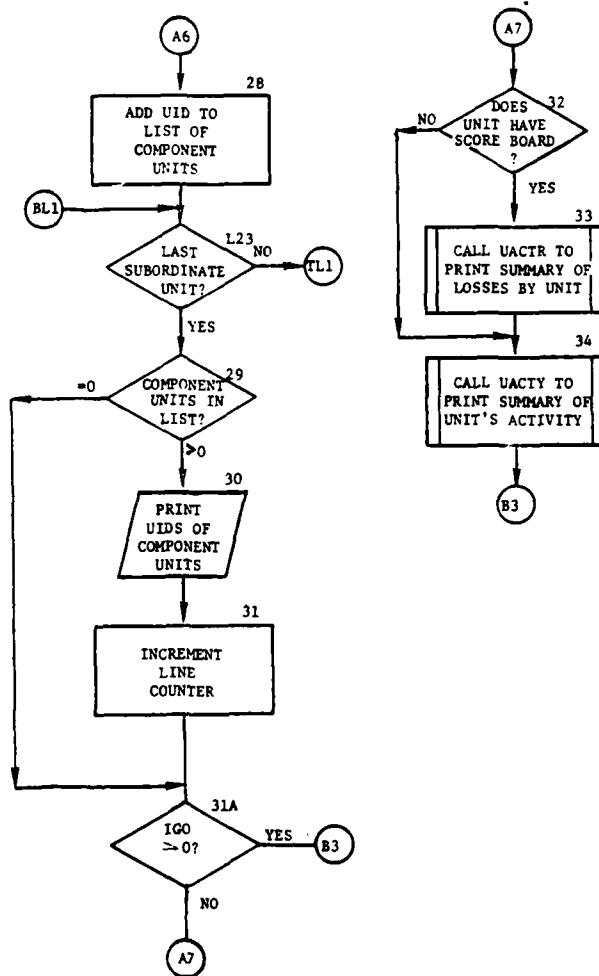 A6
28
ADD UID TO
LIST OF
COMPONENT
UNITS
BL1
L23
LAST
SUBORDINATE
UNIT?
NO
TL1
YES
29
COMPONENT
UNITS IN
LIST?
=0
>0
30
PRINT
UIDS OF
COMPONENT
UNITS
31
INCREMENT
LINE
COUNTER
31A
IGO
≥ 0?
YES
B3
NO
A7
A7
32
DOES
UNIT HAVE
SCORE BOARD
?
NO
YES
33
CALL UACTR TO
PRINT SUMMARY OF
LOSSES BY UNIT
34
CALL UACTY TO
PRINT SUMMARY OF
UNIT'S ACTIVITY
B3